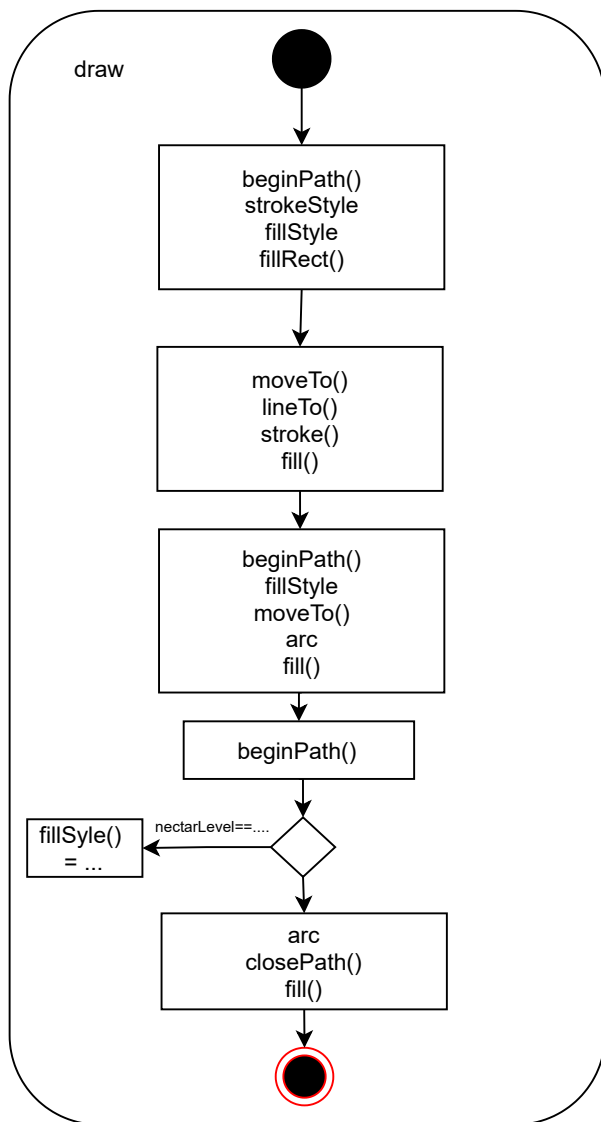 draw
beginPath()
strokeStyle
fillStyle
fillRect()
moveTo()
lineTo()
stroke()
fill()
beginPath()
fillStyle
moveTo()
arc
fill()
beginPath()
nectarLevel==....
fillSyle()
= ...
arc
closePath()
fill()